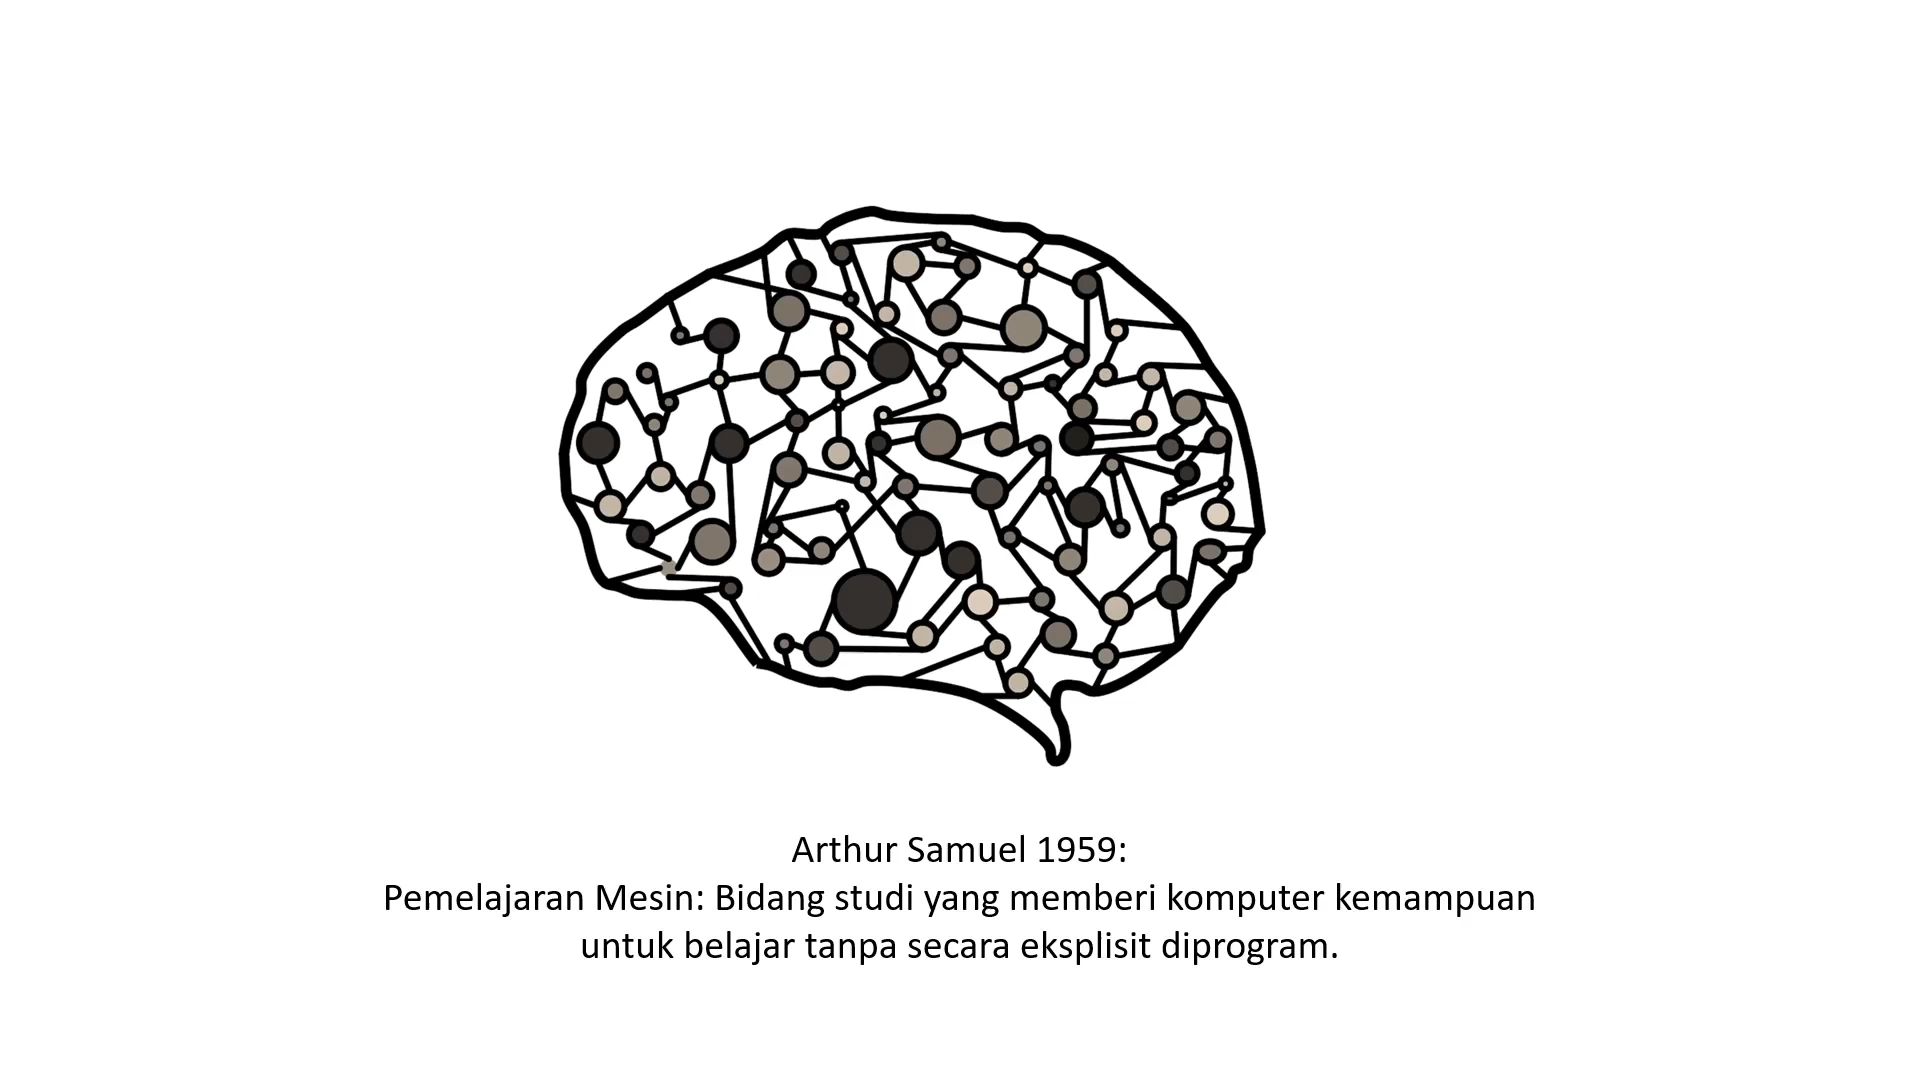 Arthur Samuel 1959:
Pemelajaran Mesin: Bidang studi yang memberi komputer kemampuan
untuk belajar tanpa secara eksplisit diprogram.